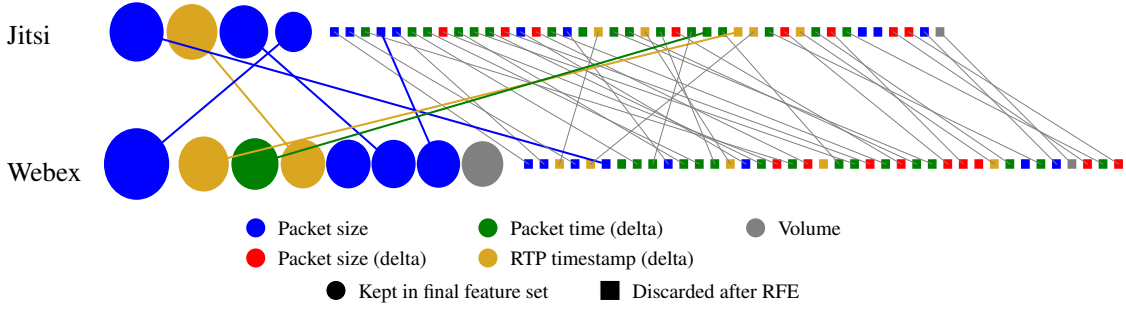 Jitsi
Webex
Packet size
Packet time (delta)
Volume
Packet size (delta)
RTP timestamp (delta)
Kept in final feature set
Discarded after RFE